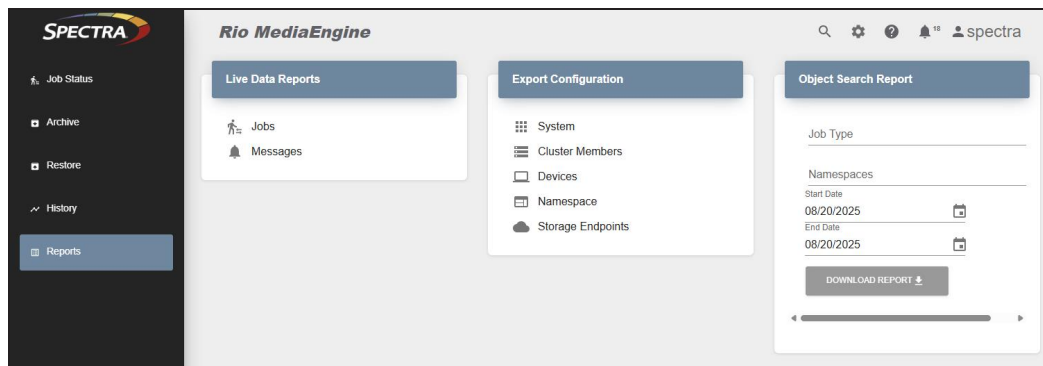 SPECTRA
Rio MediaEngine
18
spectra
Job Status
Archive
Restore
History
Reports
Live Data Reports
Jobs
Messages
Export Configuration
System
Cluster Members
Devices
Namespace
Storage Endpoints
Object Search Report
Job Type
Namespaces
Start Date
08/20/2025
End Date
08/20/2025
DOWNLOAD REPORT